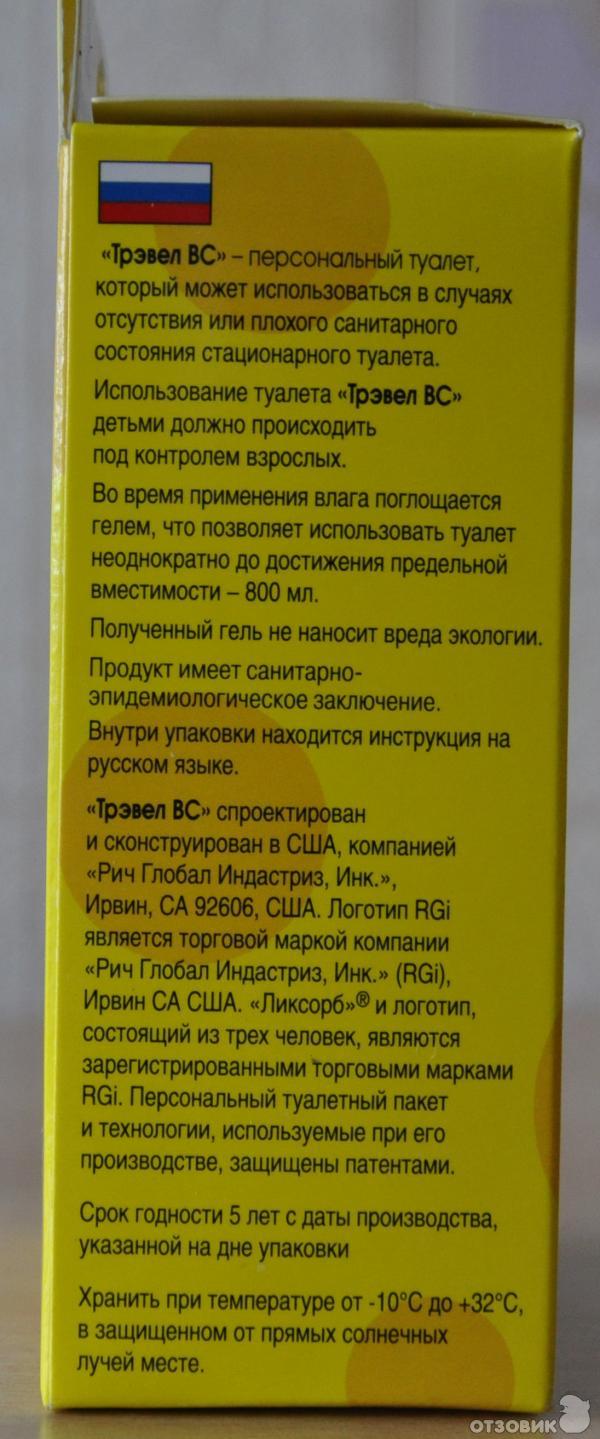 «Трэвел ВС» – персональный туалет,
который может использоваться в случаях
отсутствия или плохого санитарного
состояния стационарного туалета.
Использование туалета «Трэвел ВС»
детьми должно происходить
под контролем взрослых.
Во время применения влага поглощается
гелем, что позволяет использовать туалет
неоднократно до достижения предельной
вместимости – 800 мл.
Полученный гель не наносит вреда экологии.
Продукт имеет санитарно-
эпидемиологическое заключение.
Внутри упаковки находится инструкция на
русском языке.
«Трэвел ВС» спроектирован
и сконструирован в США, компанией
«Рич Глобал Индастриз, Инк.»,
Ирвин, СА 92606, США. Логотип RGi
является торговой маркой компании
«Рич Глобал Индастриз, Инк.» (RGi),
Ирвин СА США. «Ликсорб»® и логотип,
состоящий из трех человек, являются
зарегистрированными торговыми марками
RGi. Персональный туалетный пакет
и технологии, используемые при его
производстве, защищены патентами.
Срок годности 5 лет с даты производства,
указанной на дне упаковки
Хранить при температуре от -10°С до +32°С,
в защищенном от прямых солнечных
лучей месте.
ОТЗОВИК